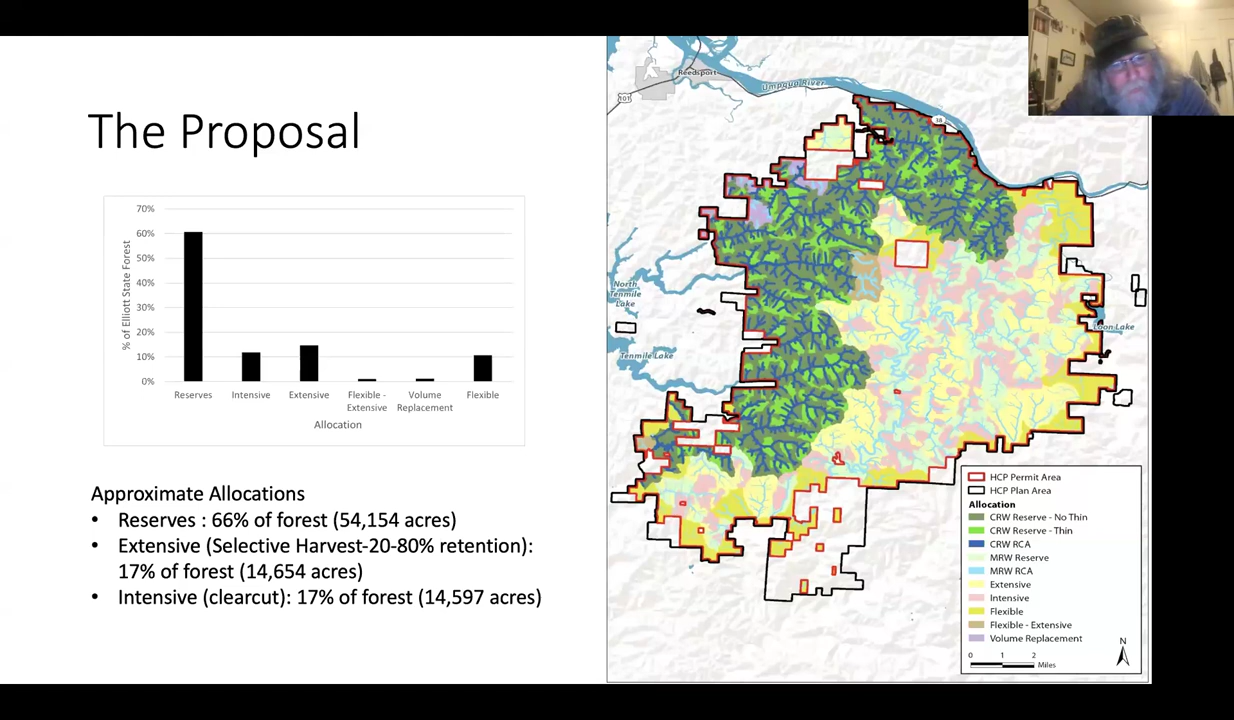 The Proposal
70%
60%
50%
40%
30%
20%
10%
0%
% of Elliott State Forest
Reserves
Intensive
Extensive
Flexible -
Extensive
Volume
Replacement
Flexible
Allocation
Approximate Allocations
• Reserves : 66% of forest (54,154 acres)
• Extensive (Selective Harvest-20-80% retention):
17% of forest (14,654 acres)
• Intensive (clearcut): 17% of forest (14,597 acres)
Reedsport
101
Umpqua River
38
North
Tenmile
Lake
Tenmile Lake
Loon Lake
HCP Permit Area
HCP Plan Area
Allocation
CRW Reserve - No Thin
CRW Reserve - Thin
CRW RCA
MRW Reserve
MRW RCA
Extensive
Intensive
Flexible
Flexible - Extensive
Volume Replacement
N
0 1 2
Miles